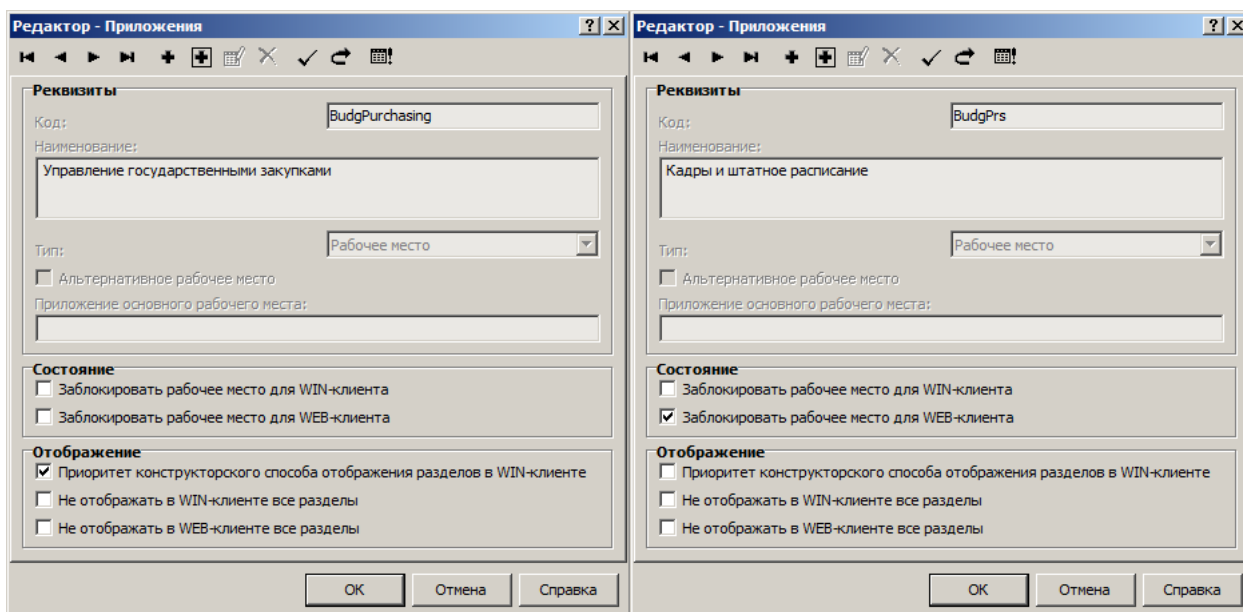 Редактор - Приложения
Реквизиты
Код:
BudgPurchasing
Наименование:
Управление государственными закупками
Тип:
Рабочее место
Альтернативное рабочее место
Приложение основного рабочего места:
Состояние
Заблокировать рабочее место для WIN-клиента
Заблокировать рабочее место для WEB-клиента
Отображение
Приоритет конструкторского способа отображения разделов в WIN-клиенте
Не отображать в WIN-клиенте все разделы
Не отображать в WEB-клиенте все разделы
ОК
Отмена
Справка
Редактор - Приложения
Реквизиты
Код:
BudgPrs
Наименование:
Кадры и штатное расписание
Тип:
Рабочее место
Альтернативное рабочее место
Приложение основного рабочего места:
Состояние
Заблокировать рабочее место для WIN-клиента
Заблокировать рабочее место для WEB-клиента
Отображение
Приоритет конструкторского способа отображения разделов в WIN-клиенте
Не отображать в WIN-клиенте все разделы
Не отображать в WEB-клиенте все разделы
ОК
Отмена
Справка